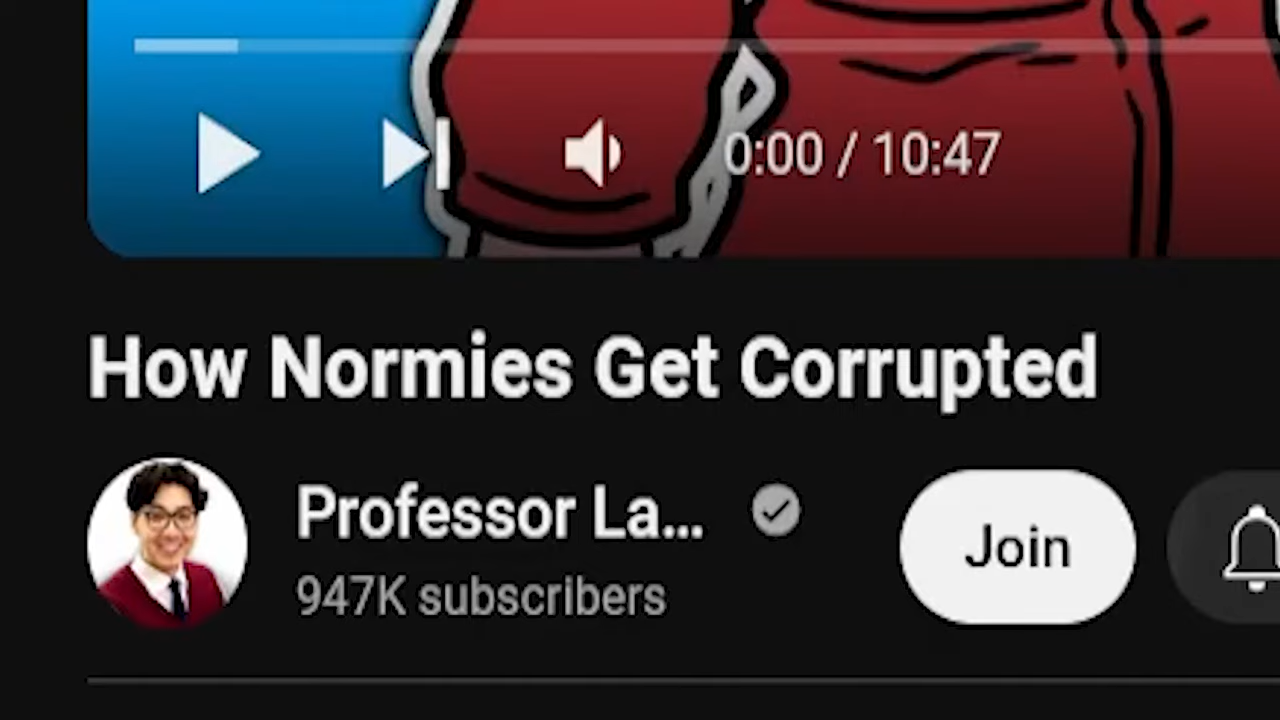 0:00 / 10:47
How Normies Get Corrupted
Professor La...
947K subscribers
Join